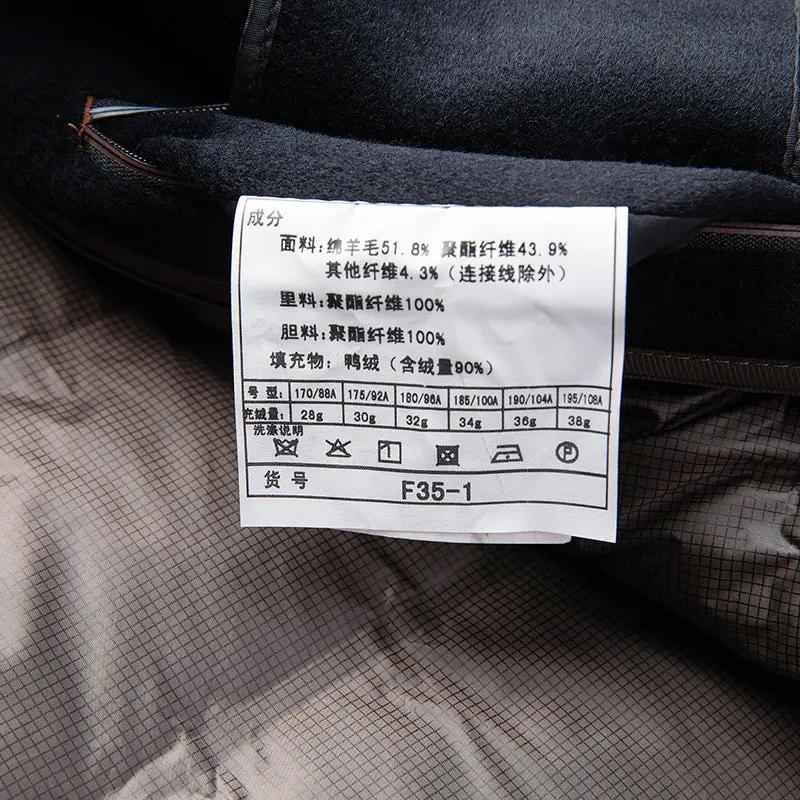 成分
面料:绵羊毛51.8% 聚酯纤维43.9%
其他纤维4.3%(连接线除外)
里料:聚酯纤维100%
胆料:聚酯纤维100%
填充物:鸭绒(含绒量90%)
号型: 170/88A 175/92A 180/96A 185/100A 190/104A 195/108A
充绒量: 28g 30g 32g 34g 36g 38g
洗涤说明
P
货号 F35-1